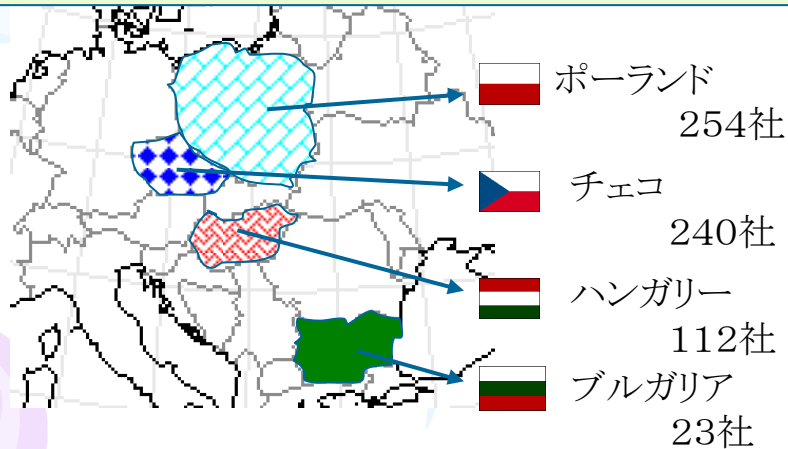 ポーランド
254社
チェコ
240社
ハンガリー
112社
ブルガリア
23社